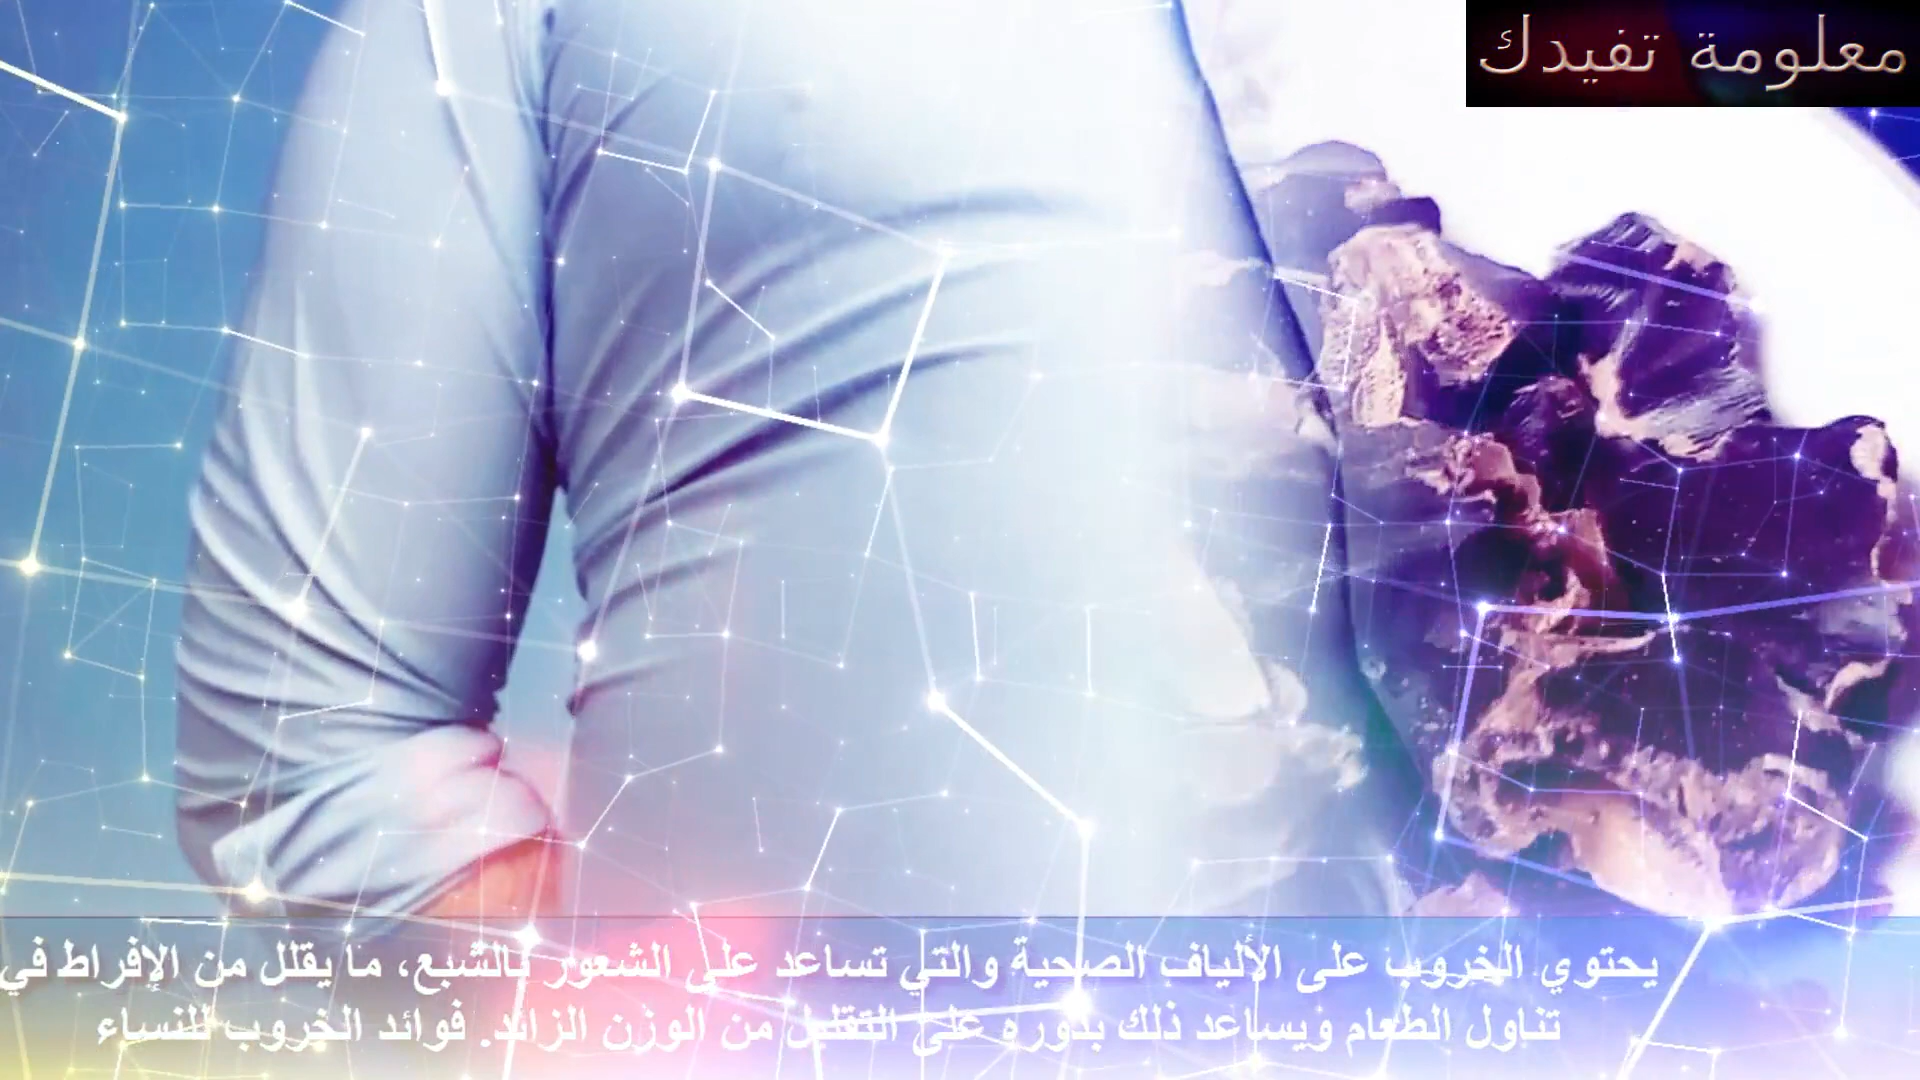 معلومة تفيدك
يحتوي الخروب على الألياف الصحية والتي تساعد على الشعور بالشبع، ما يقلل من الإفراط في
تناول الطعام ويساعد ذلك بدوره على التقليل من الوزن الزائد. فوائد الخروب للنساء